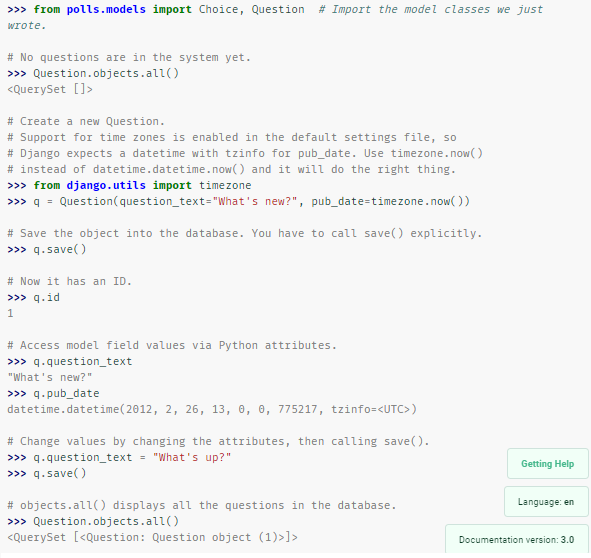 >>> from polls.models import Choice, Question  # Import the model classes we just
wrote.
# No questions are in the system yet.
>>> Question.objects.all()
<QuerySet []>
# Create a new Question.
# Support for time zones is enabled in the default settings file, so
# Django expects a datetime with tzinfo for pub_date. Use timezone.now()
# instead of datetime.datetime.now() and it will do the right thing.
>>> from django.utils import timezone
>>> q = Question(question_text="What's new?", pub_date=timezone.now())
# Save the object into the database. You have to call save() explicitly.
>>> q.save()
# Now it has an ID.
>>> q.id
1
# Access model field values via Python attributes.
>>> q.question_text
"What's new?"
>>> q.pub_date
datetime.datetime(2012, 2, 26, 13, 0, 0, 775217, tzinfo=<UTC>)
# Change values by changing the attributes, then calling save().
>>> q.question_text = "What's up?"
>>> q.save()
# objects.all() displays all the questions in the database.
>>> Question.objects.all()
<QuerySet [<Question: Question object (1)>]>
Getting Help
Language: en
Documentation version: 3.0